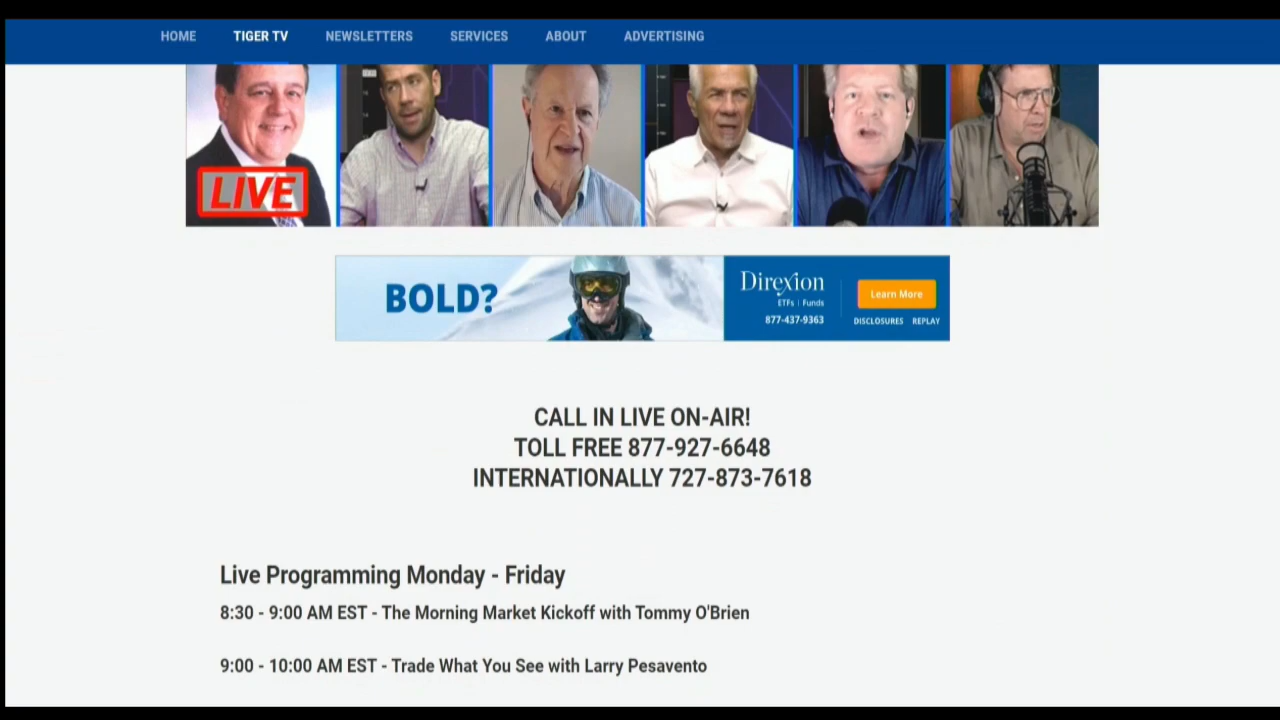 HOME TIGER TV NEWSLETTERS SERVICES ABOUT ADVERTISING
LIVE
BOLD?
Direxion
ETFs | Funds
877-437-9363
Learn More
DISCLOSURES REPLAY
CALL IN LIVE ON-AIR!
TOLL FREE 877-927-6648
INTERNATIONALLY 727-873-7618
Live Programming Monday - Friday
8:30 - 9:00 AM EST - The Morning Market Kickoff with Tommy O'Brien
9:00 - 10:00 AM EST - Trade What You See with Larry Pesavento